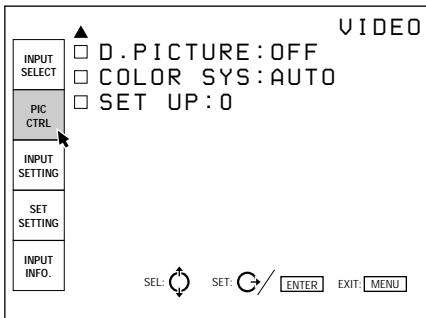 VIDEO
D.PICTURE:OFF
COLOR SYS:AUTO
SET UP:0
INPUT
SELECT
PIC
CTRL
INPUT
SETTING
SET
SETTING
INPUT
INFO.
SEL: SET: / ENTER EXIT: MENU